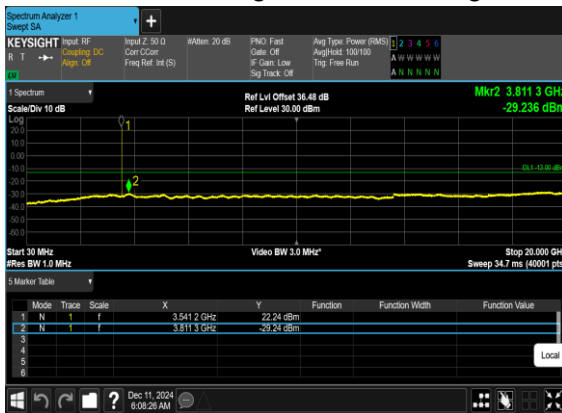 Spectrum Analyzer 1
Swept SA
KEYSIGHT Input: RF Input Z: 50 Ω #Atten: 20 dB PNO: Fast Avg Type: Power (RMS) 1 2 3 4 5 6
R T Coupling: DC Corr CCorr Gate: Off Avg|Hold: 100/100 A W W W W W
Align: Off Freq Ref: Int (S) IF Gain: Low Trig: Free Run
Sig Track: Off A N N N N N
1 Spectrum Mkr2 3.811 3 GHz
Scale/Div 10 dB Ref Lvl Offset 36.48 dB -29.236 dBm
Log Ref Level 30.00 dBm
20.0 1
10.0
0.00
-10.0 DL1 -13.00 dBm
-20.0 2
-30.0
-40.0
-50.0
-60.0
Start 30 MHz Video BW 3.0 MHz* Stop 20.000 GH
#Res BW 1.0 MHz Sweep 34.7 ms (40001 pts
5 Marker Table
Mode Trace Scale X Y Function Function Width Function Value
1 N 1 f 3.541 2 GHz 22.24 dBm
2 N 1 f 3.811 3 GHz -29.24 dBm
3
4
5 Local
6
? Dec 11, 2024
6:08:26 AM